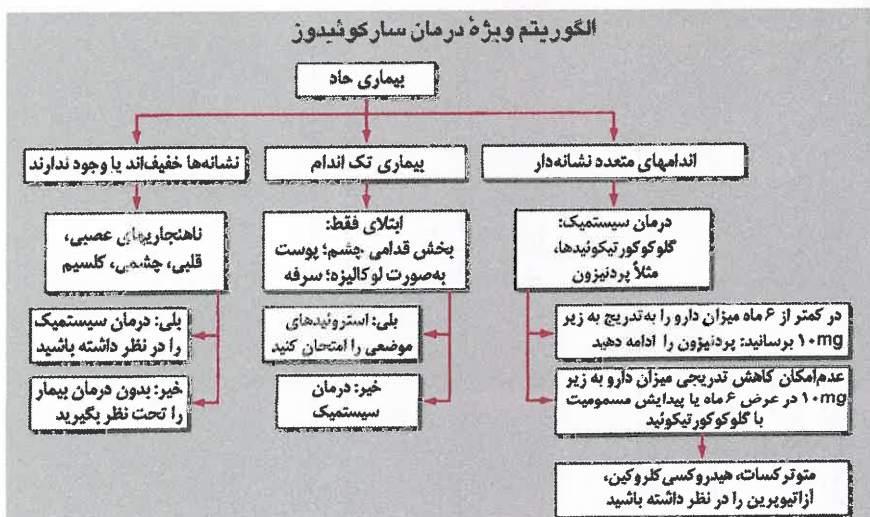 الگوریتم ویژهٔ درمان سارکوئیدوز
بیماری حاد
اندامهای متعدد نشانه‌دار
بیماری تک اندام
نشانه‌ها خفیف‌اند یا وجود ندارند
درمان سیستمیک:
گلوکوکورتیکوئیدها،
مثلاً پردنیزون
ابتلای فقط:
بخش قدامی چشم؛ پوست
به‌صورت لوکالیزه؛ سرفه
ناهنجاریهای عصبی،
قلبی، چشمی، کلسیم
در کمتر از ۶ ماه میزان دارو را به‌تدریج به زیر
۱۰mg برسانید: پردنیزون را ادامه دهید
بلی: استروئیدهای
موضعی را امتحان کنید
بلی: درمان سیستمیک
را در نظر داشته باشید
عدم‌امکان کاهش تدریجی میزان دارو به زیر
۱۰mg در عرض ۶ ماه یا پیدایش مسمومیت
با گلوکوکورتیکوئید
خیر: درمان
سیستمیک
خیر: بدون درمان بیمار
را تحت نظر بگیرید
متوترکسات، هیدروکسی‌کلروکین،
آزاتیوپرین را در نظر داشته باشید